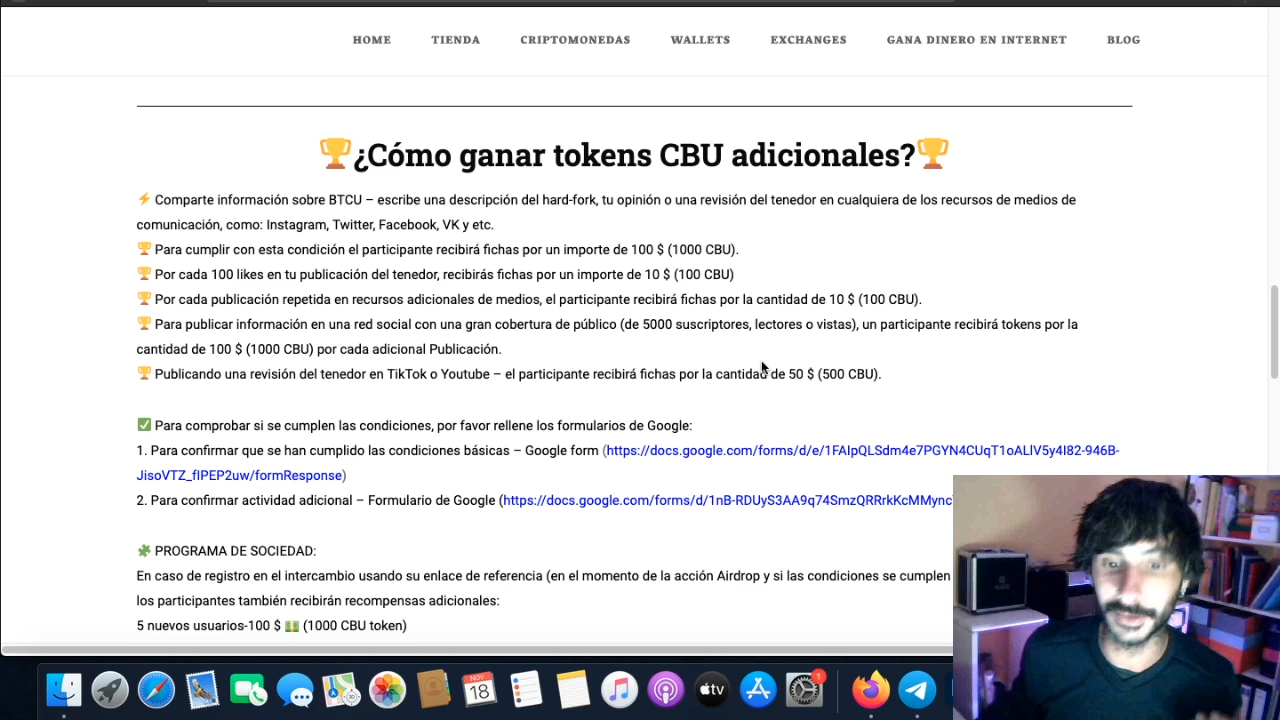 HOME TIENDA CRIPTOMONEDAS WALLETS EXCHANGES GANA DINERO EN INTERNET BLOG
🏆¿Cómo ganar tokens CBU adicionales?🏆
⚡ Comparte información sobre BTCU – escribe una descripción del hard-fork, tu opinión o una revisión del tenedor en cualquiera de los recursos de medios de
comunicación, como: Instagram, Twitter, Facebook, VK y etc.
🏆 Para cumplir con esta condición el participante recibirá fichas por un importe de 100 $ (1000 CBU).
🏆 Por cada 100 likes en tu publicación del tenedor, recibirás fichas por un importe de 10 $ (100 CBU)
🏆 Por cada publicación repetida en recursos adicionales de medios, el participante recibirá fichas por la cantidad de 10 $ (100 CBU).
🏆 Para publicar información en una red social con una gran cobertura de público (de 5000 suscriptores, lectores o vistas), un participante recibirá tokens por la
cantidad de 100 $ (1000 CBU) por cada adicional Publicación.
🏆 Publicando una revisión del tenedor en TikTok o Youtube – el participante recibirá fichas por la cantidad de 50 $ (500 CBU).
✅ Para comprobar si se cumplen las condiciones, por favor rellene los formularios de Google:
1. Para confirmar que se han cumplido las condiciones básicas – Google form (https://docs.google.com/forms/d/e/1FAIpQLSdm4e7PGYN4CUqT1oALlV5y4I82-946B-
JisoVTZ_fIPEP2uw/formResponse)
2. Para confirmar actividad adicional – Formulario de Google (https://docs.google.com/forms/d/1nB-RDUyS3AA9q74SmzQRRrkKcMMync
🧩 PROGRAMA DE SOCIEDAD:
En caso de registro en el intercambio usando su enlace de referencia (en el momento de la acción Airdrop y si las condiciones se cumplen
los participantes también recibirán recompensas adicionales:
5 nuevos usuarios-100 $ 💵 (1000 CBU token)
NOV
18
tv
1